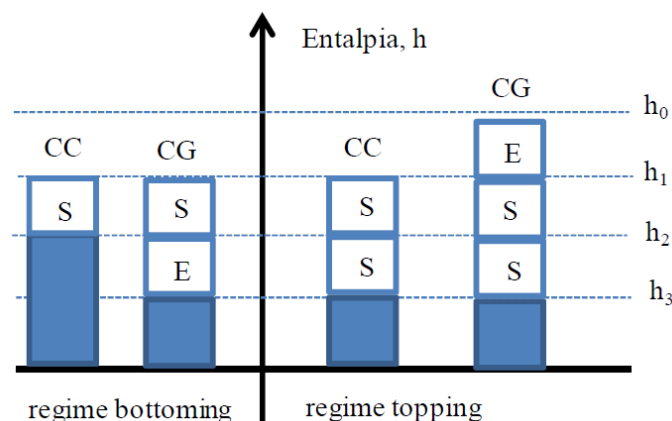 Entalpia, h
CG
h0
CC
CG
CC
E
h1
S
S
S
S
h2
E
S
S
h3
regime bottoming
regime topping